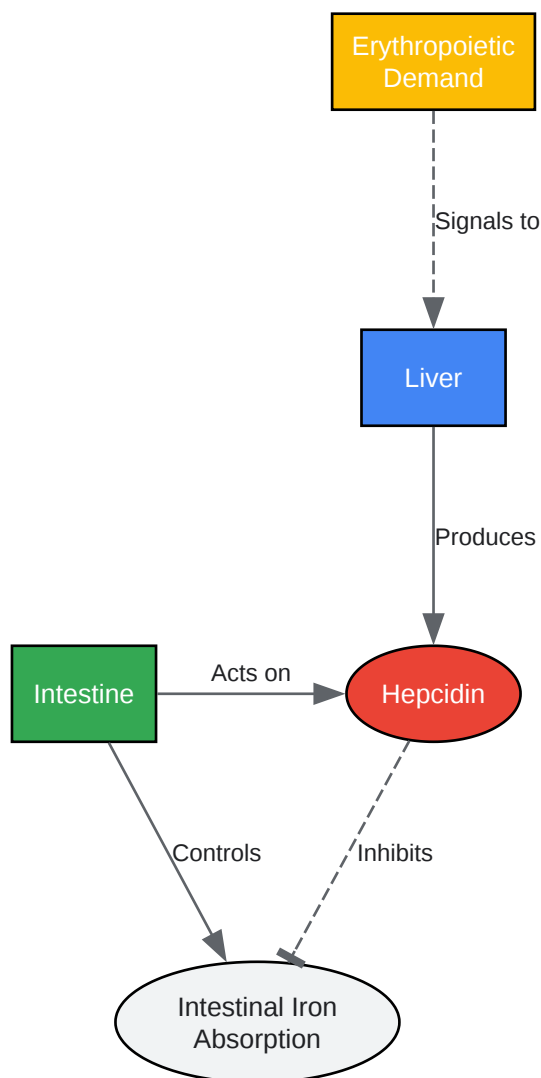 Erythropoietic
Demand
Signals to
Liver
Produces
Intestine
Acts on
Hepcidin
Controls
Inhibits
Intestinal Iron
Absorption